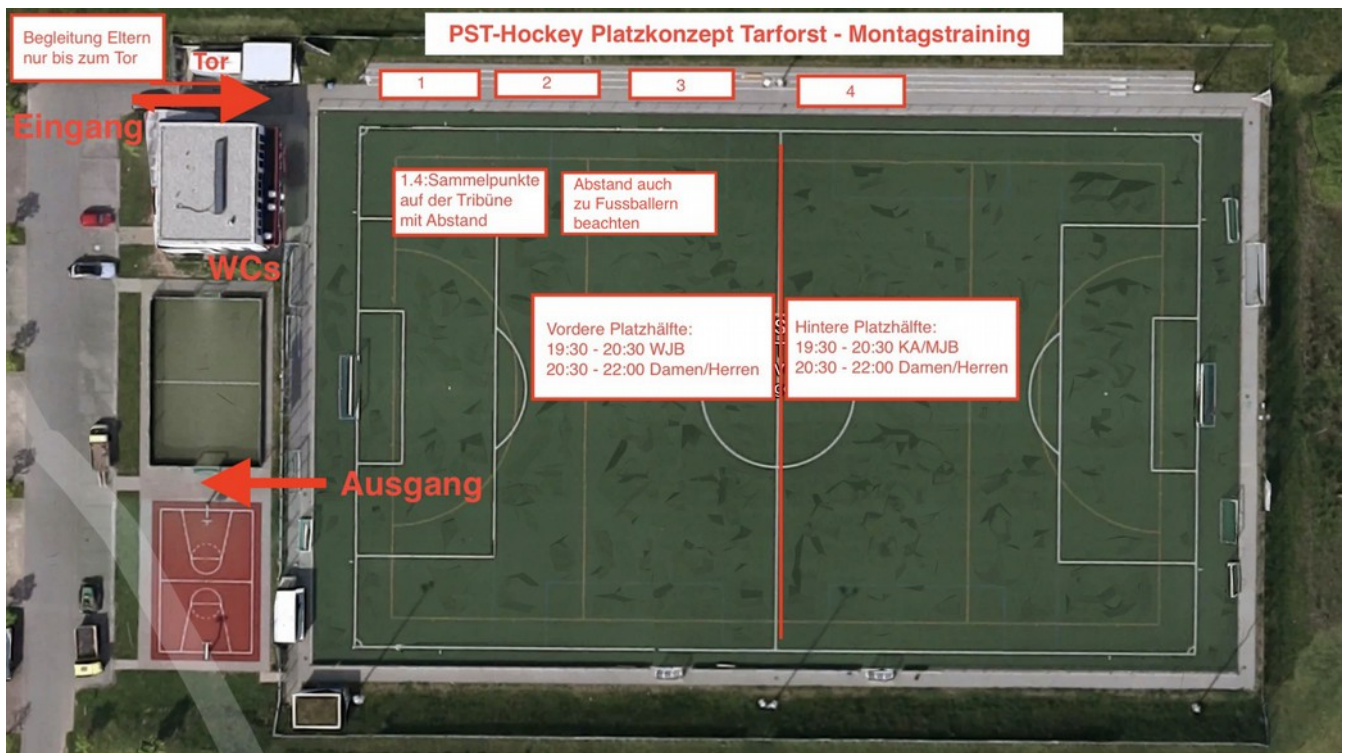 PST-Hockey Platzkonzept Tarforst - Montagstraining
Begleitung Eltern
nur bis zum Tor
Tor
Eingang
1
2
3
4
1.4:Sammelpunkte
auf der Tribüne
mit Abstand
Abstand auch
zu Fussballern
beachten
WCs
Vordere Platzhälfte:
19:30 - 20:30 WJB
20:30 - 22:00 Damen/Herren
Hintere Platzhälfte:
19:30 - 20:30 KA/MJB
20:30 - 22:00 Damen/Herren
Ausgang